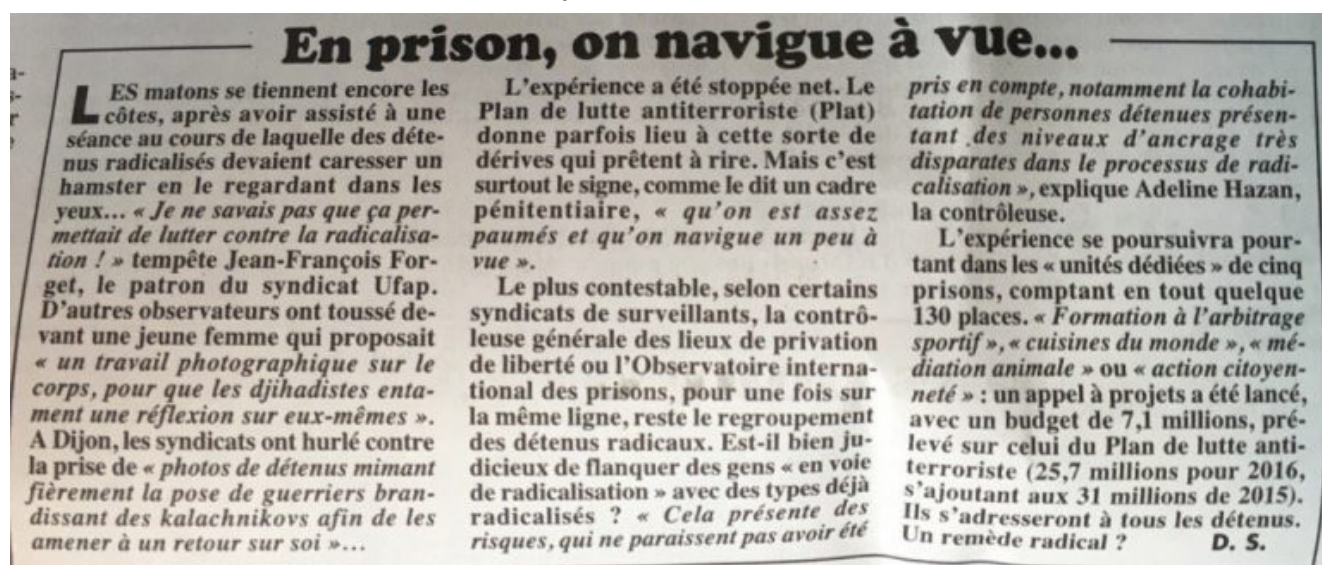 En prison, on navigue à vue...
LES matons se tiennent encore les
côtes, après avoir assisté à une
séance au cours de laquelle des déte-
nus radicalisés devaient caresser un
hamster en le regardant dans les
yeux... « Je ne savais pas que ça per-
mettait de lutter contre la radicalisa-
tion ! » tempête Jean-François For-
get, le patron du syndicat Ufap.
D'autres observateurs ont toussé de-
vant une jeune femme qui proposait
« un travail photographique sur le
corps, pour que les djihadistes enta-
ment une réflexion sur eux-mêmes ».
A Dijon, les syndicats ont hurlé contre
la prise de « photos de détenus mimant
fièrement la pose de guerriers bran-
dissant des kalachnikovs afin de les
amener à un retour sur soi »...
L'expérience a été stoppée net. Le
Plan de lutte antiterroriste (Plat)
donne parfois lieu à cette sorte de
dérives qui prêtent à rire. Mais c'est
surtout le signe, comme le dit un cadre
pénitentiaire, « qu'on est assez
paumés et qu'on navigue un peu à
vue ».
Le plus contestable, selon certains
syndicats de surveillants, la contrô-
leuse générale des lieux de privation
de liberté ou l'Observatoire interna-
tional des prisons, pour une fois sur
la même ligne, reste le regroupement
des détenus radicaux. Est-il bien ju-
dicieux de flanquer des gens « en voie
de radicalisation » avec des types déjà
radicalisés ? « Cela présente des
risques, qui ne paraissent pas avoir été
pris en compte, notamment la cohabi-
tation de personnes détenues présen-
tant des niveaux d'ancrage très
disparates dans le processus de radi-
calisation », explique Adeline Hazan,
la contrôleuse.
L'expérience se poursuivra pour-
tant dans les « unités dédiées » de cinq
prisons, comptant en tout quelque
130 places. « Formation à l'arbitrage
sportif », « cuisines du monde », « mé-
diation animale » ou « action citoyen-
neté » : un appel à projets a été lancé,
avec un budget de 7,1 millions, pré-
levé sur celui du Plan de lutte anti-
terroriste (25,7 millions pour 2016,
s'ajoutant aux 31 millions de 2015).
Ils s'adresseront à tous les détenus.
Un remède radical ? D. S.